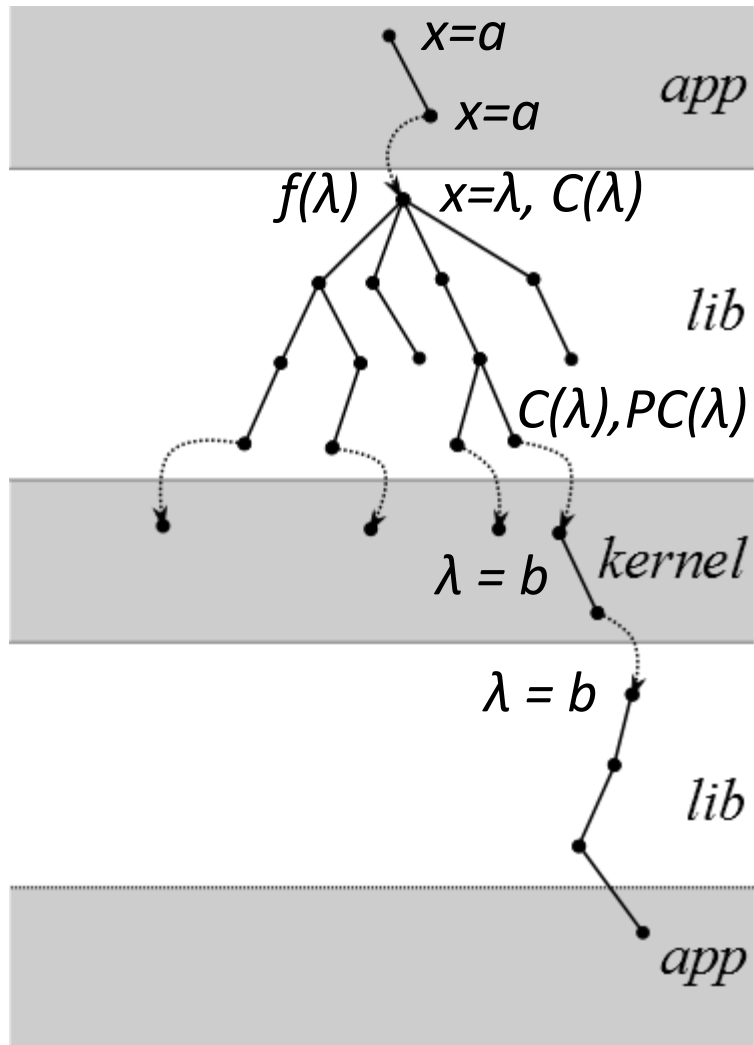 x=a
app
x=a
f(λ) x=λ, C(λ)
lib
C(λ),PC(λ)
kernel
λ = b
λ = b
lib
app